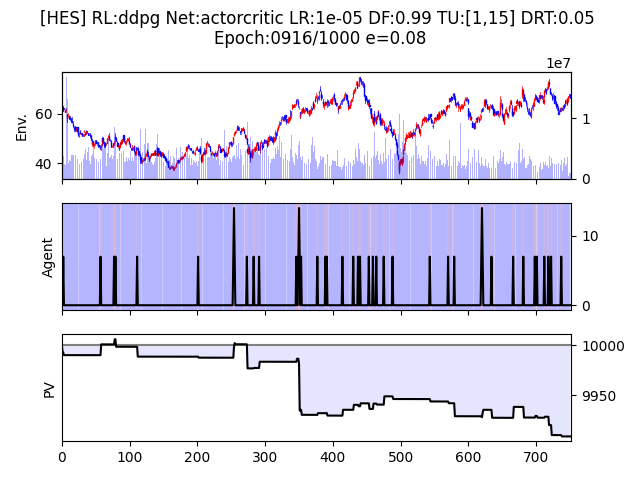 [HES] RL:ddpg Net:actorcritic LR:1e-05 DF:0.99 TU:[1,15] DRT:0.05
Epoch:0916/1000 e=0.08
1e7
Env.
60
40
1
0
Agent
10
0
PV
10000
9950
0 100 200 300 400 500 600 700